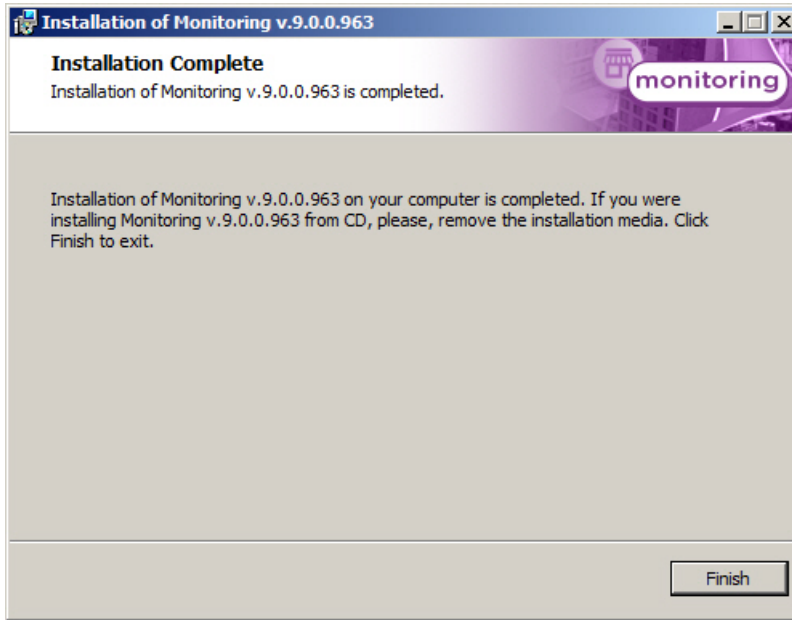 Installation of Monitoring v.9.0.0.963
Installation Complete
Installation of Monitoring v.9.0.0.963 is completed.
monitoring
Installation of Monitoring v.9.0.0.963 on your computer is completed. If you were
installing Monitoring v.9.0.0.963 from CD, please, remove the installation media. Click
Finish to exit.
Finish